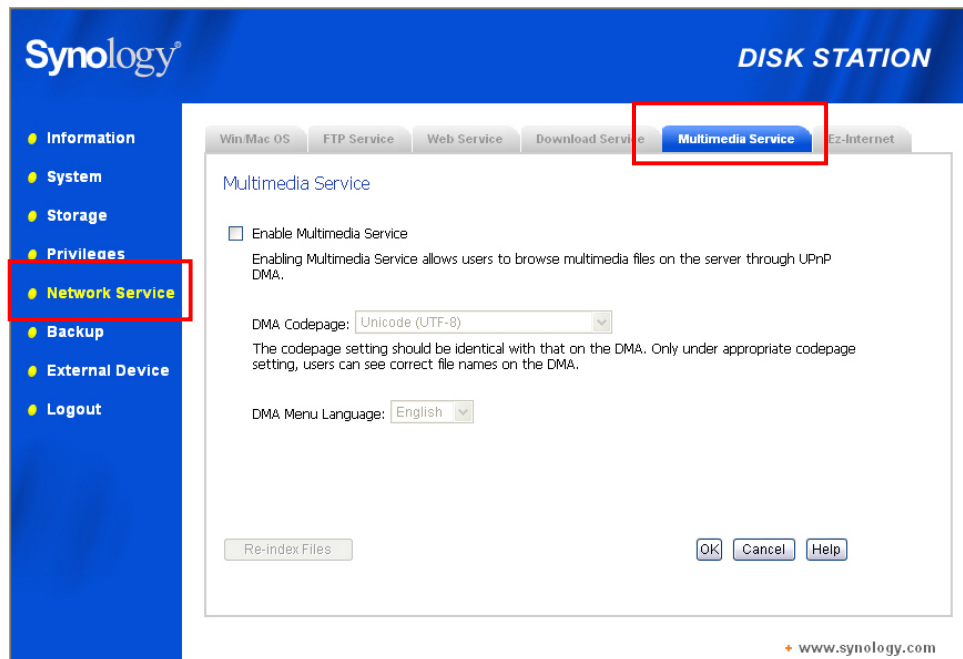 Synology®
DISK STATION
Information
System
Storage
Privileges
Network Service
Backup
External Device
Logout
Win/Mac OS
FTP Service
Web Service
Download Service
Multimedia Service
Ez-Internet
Multimedia Service
Enable Multimedia Service
Enabling Multimedia Service allows users to browse multimedia files on the server through UPnP
DMA.
DMA Codepage: Unicode (UTF-8)
The codepage setting should be identical with that on the DMA. Only under appropriate codepage
setting, users can see correct file names on the DMA.
DMA Menu Language: English
Re-index Files
OK
Cancel
Help
www.synology.com